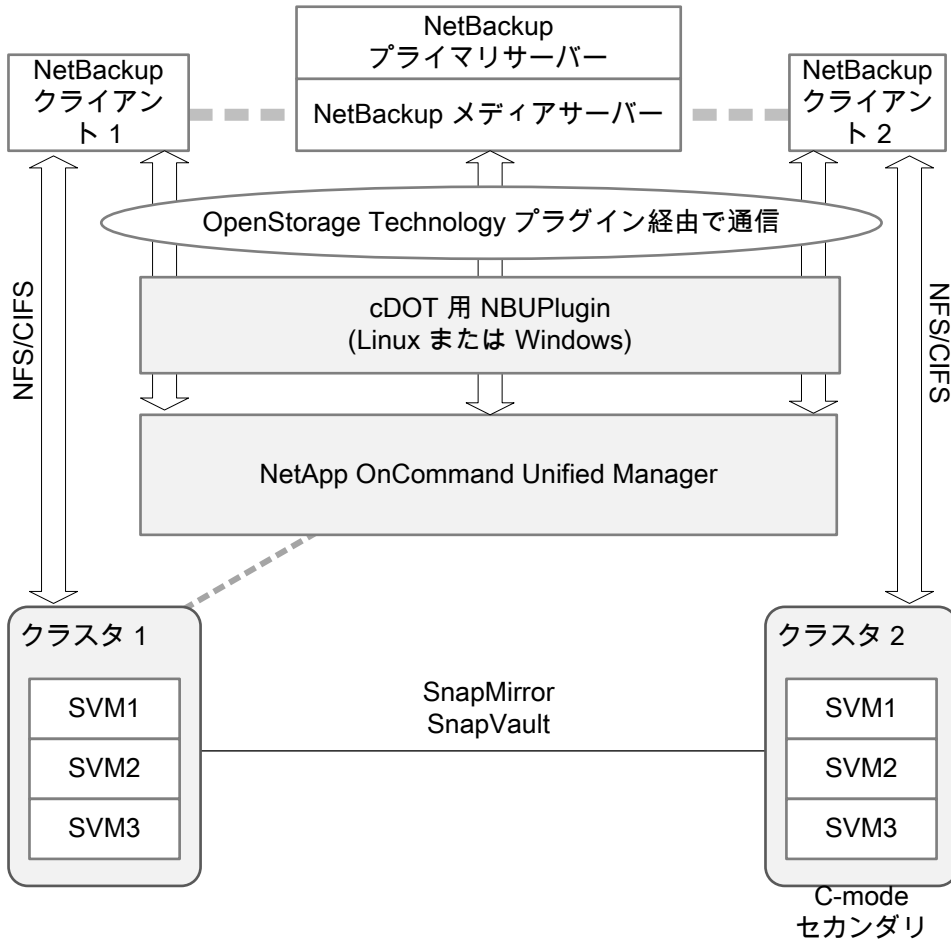 NetBackup
プライマリサーバー
NetBackup
クライアン
ト 1
NetBackup メディアサーバー
NetBackup
クライアン
ト 2
OpenStorage Technology プラグイン経由で通信
NFS/CIFS
cDOT 用 NBUPlugin
(Linux または Windows)
NFS/CIFS
NetApp OnCommand Unified Manager
クラスタ 1
SVM1
SVM2
SVM3
SnapMirror
SnapVault
クラスタ 2
SVM1
SVM2
SVM3
C-mode
セカンダリ